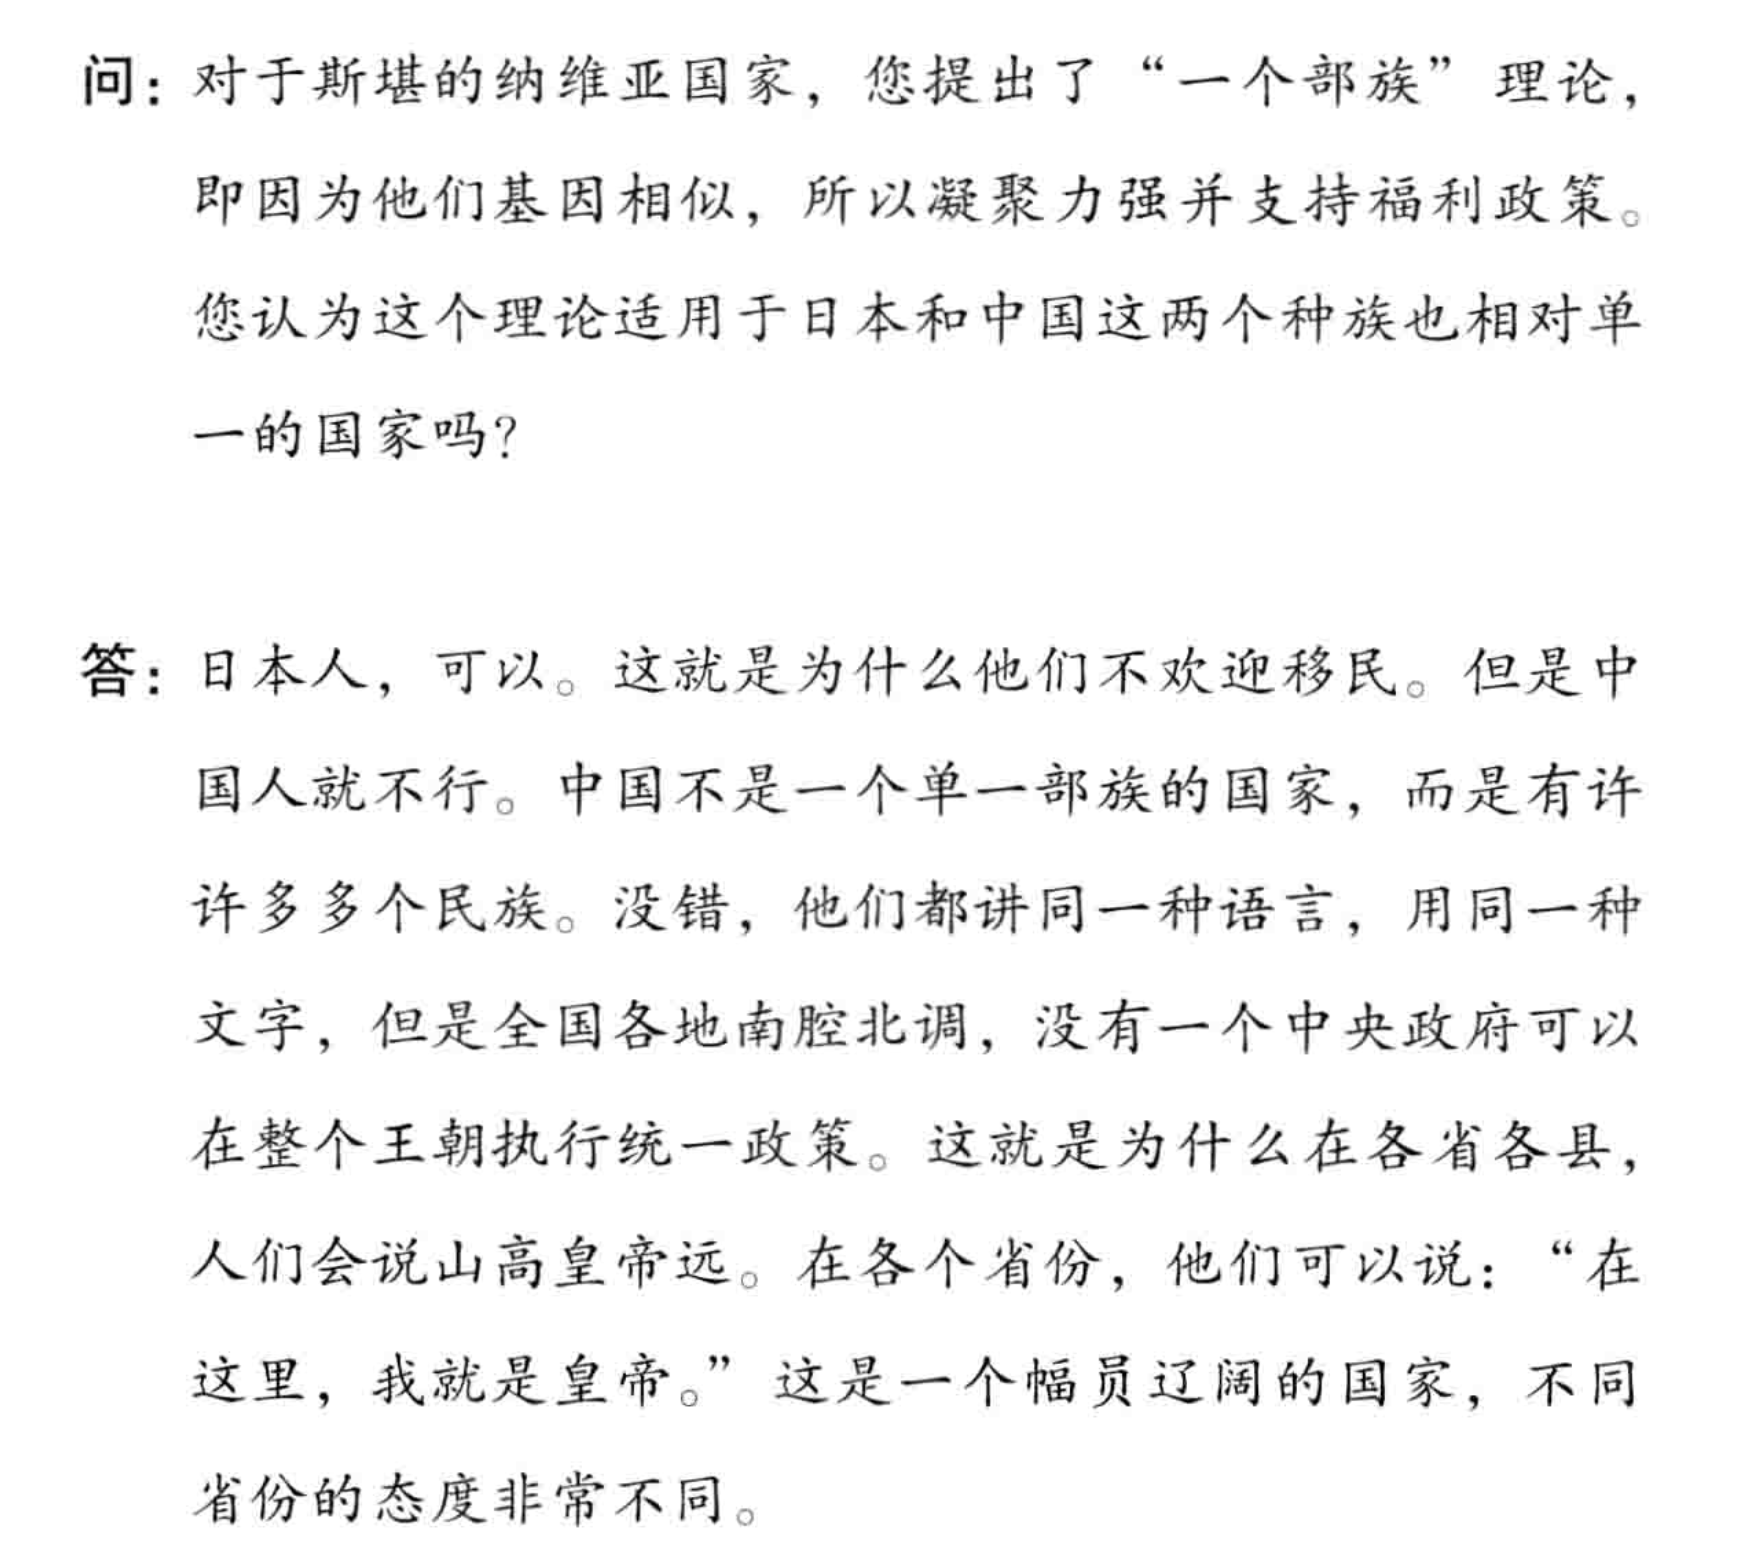 问：对于斯堪的纳维亚国家，您提出了“一个部族”理论，
即因为他们基因相似，所以凝聚力强并支持福利政策。
您认为这个理论适用于日本和中国这两个种族也相对单
一的国家吗？
答：日本人，可以。这就是为什么他们不欢迎移民。但是中
国人就不行。中国不是一个单一部族的国家，而是有许
许多多个民族。没错，他们都讲同一种语言，用同一种
文字，但是全国各地南腔北调，没有一个中央政府可以
在整个王朝执行统一政策。这就是为什么在各省各县，
人们会说山高皇帝远。在各个省份，他们可以说：“在
这里，我就是皇帝。”这是一个幅员辽阔的国家，不同
省份的态度非常不同。